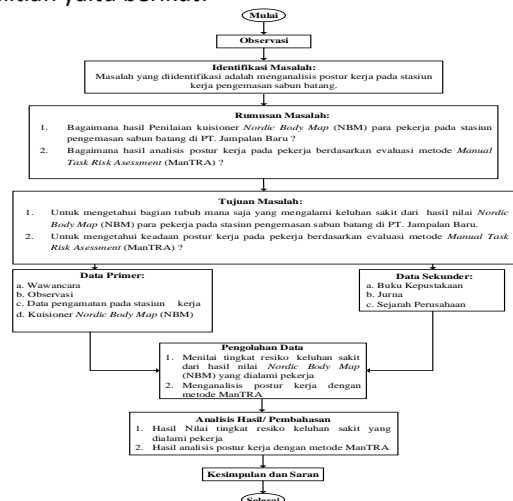 Mulai
Observasi
Identifikasi Masalah:
Masalah yang diidentifikasi adalah menganalisis postur kerja pada stasiun
kerja pengemasan sabun batang.
Rumusan Masalah:
1. Bagaimana hasil Penilaian kuisioner Nordic Body Map (NBM) para pekerja pada stasiun
pengemasan sabun batang di PT. Jampalan Baru ?
2. Bagaimana hasil analisis postur kerja pada pekerja berdasarkan evaluasi metode Manual
Task Risk Asessment (ManTRA) ?
Tujuan Masalah:
1. Untuk mengetahui bagian tubuh mana saja yang mengalami keluhan sakit dari hasil nilai Nordic
Body Map (NBM) para pekerja pada stasiun pengemasan sabun batang di PT. Jampalan Baru.
2. Untuk mengetahui keadaan postur kerja pada pekerja berdasarkan evaluasi metode Manual Task
Risk Asessment (ManTRA) ?
Data Primer:
a. Wawancara
b. Observasi
c. Data pengamatan pada stasiun kerja
d. Kuisioner Nordic Body Map (NBM)
Data Sekunder:
a. Buku Kepustakaan
b. Jurna
c. Sejarah Perusahaan
Pengolahan Data
1. Menilai tingkat resiko keluhan sakit
dari hasil nilai Nordic Body Map
(NBM) yang dialami pekerja
2. Menganalisis postur kerja dengan
metode ManTRA
Analisis Hasil/ Pembahasan
1. Hasil Nilai tingkat resiko keluhan sakit yang
dialami pekerja
2. Hasil analisis postur kerja dengan metode ManTRA
Kesimpulan dan Saran
Selesai